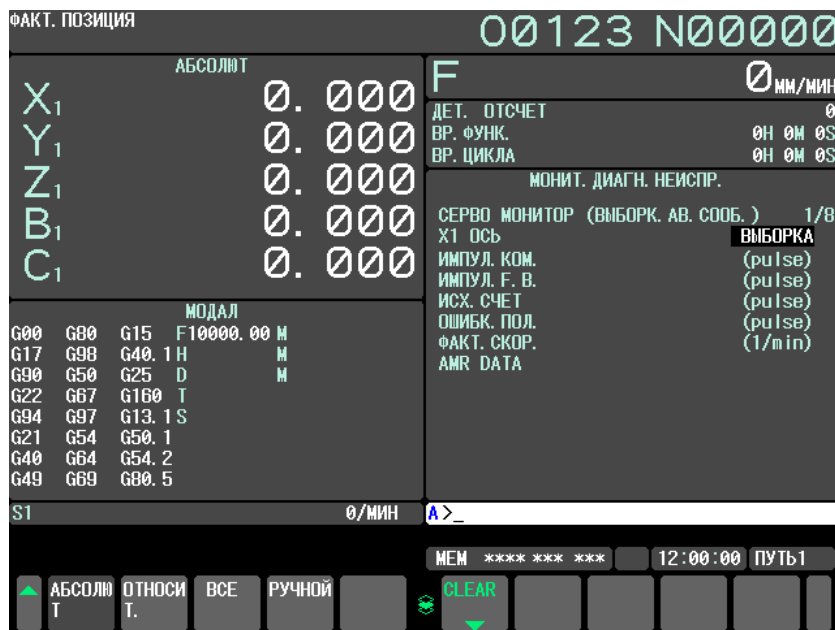 ФАКТ. ПОЗИЦИЯ
O0123 N00000
АБСОЛЮТ
X1 0. 000
Y1 0. 000
Z1 0. 000
B1 0. 000
C1 0. 000
F 0 ММ/МИН
ДЕТ. ОТСЧЕТ 0
ВР. ФУНК. 0H 0M 0S
ВР. ЦИКЛА 0H 0M 0S
МОНИТ. ДИАГН. НЕИСПР.
СЕРВО МОНИТОР (ВЫБОРК. АВ. СООБ. ) 1/8
X1 ОСЬ ВЫБОРКА
ИМПУЛ. КОМ. (pulse)
ИМПУЛ. F. B. (pulse)
ИСХ. СЧЕТ (pulse)
ОШИБК. ПОЛ. (pulse)
ФАКТ. СКОР. (1/min)
AMR DATA
МОДАЛ
G00 G80 G15 F10000. 00 M
G17 G98 G40. 1 H M
G90 G50 G25 D M
G22 G67 G160 T
G94 G97 G13. 1 S
G21 G54 G50. 1
G40 G64 G54. 2
G49 G69 G80. 5
S1 0/МИН
A >_
MEM **** *** *** 12:00:00 ПУТЬ1
АБСОЛЮ
Т
ОТНОСИ
Т.
ВСЕ
РУЧНОЙ
CLEAR